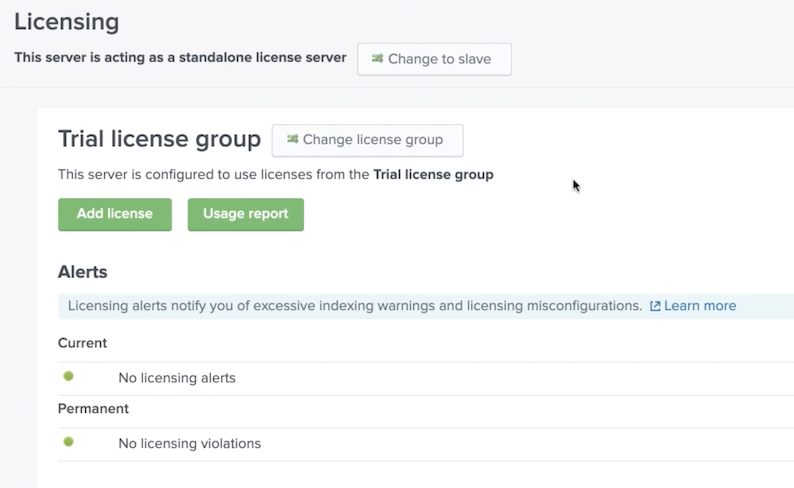 Licensing
This server is acting as a standalone license server
Change to slave
Trial license group
Change license group
This server is configured to use licenses from the Trial license group
Add license
Usage report
Alerts
Licensing alerts notify you of excessive indexing warnings and licensing misconfigurations. Learn more
Current
No licensing alerts
Permanent
No licensing violations